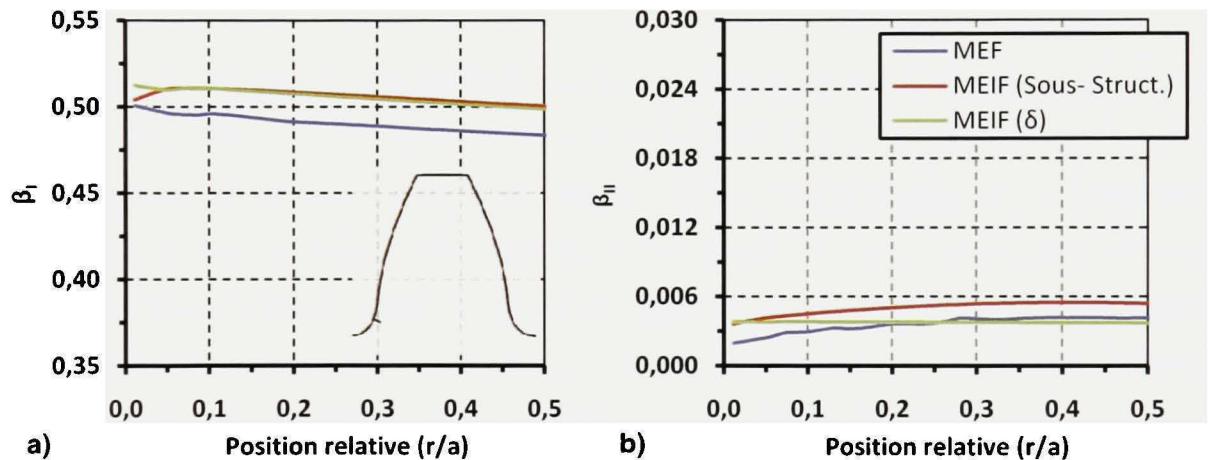 0,55
0,50
0,45
0,40
0,35
βI
0,0 0,1 0,2 0,3 0,4 0,5
a) Position relative (r/a)
0,030
0,024
0,018
0,012
0,006
0,000
βII
MEF
MEIF (Sous- Struct.)
MEIF (δ)
0,0 0,1 0,2 0,3 0,4 0,5
b) Position relative (r/a)